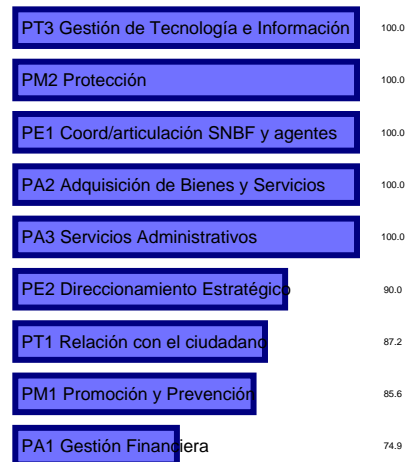 PT3 Gestión de Tecnología e Información 100.0
PM2 Protección 100.0
PE1 Coord/articulación SNBF y agentes 100.0
PA2 Adquisición de Bienes y Servicios 100.0
PA3 Servicios Administrativos 100.0
PE2 Direccionamiento Estratégico 90.0
PT1 Relación con el ciudadano 87.2
PM1 Promoción y Prevención 85.6
PA1 Gestión Financiera 74.9